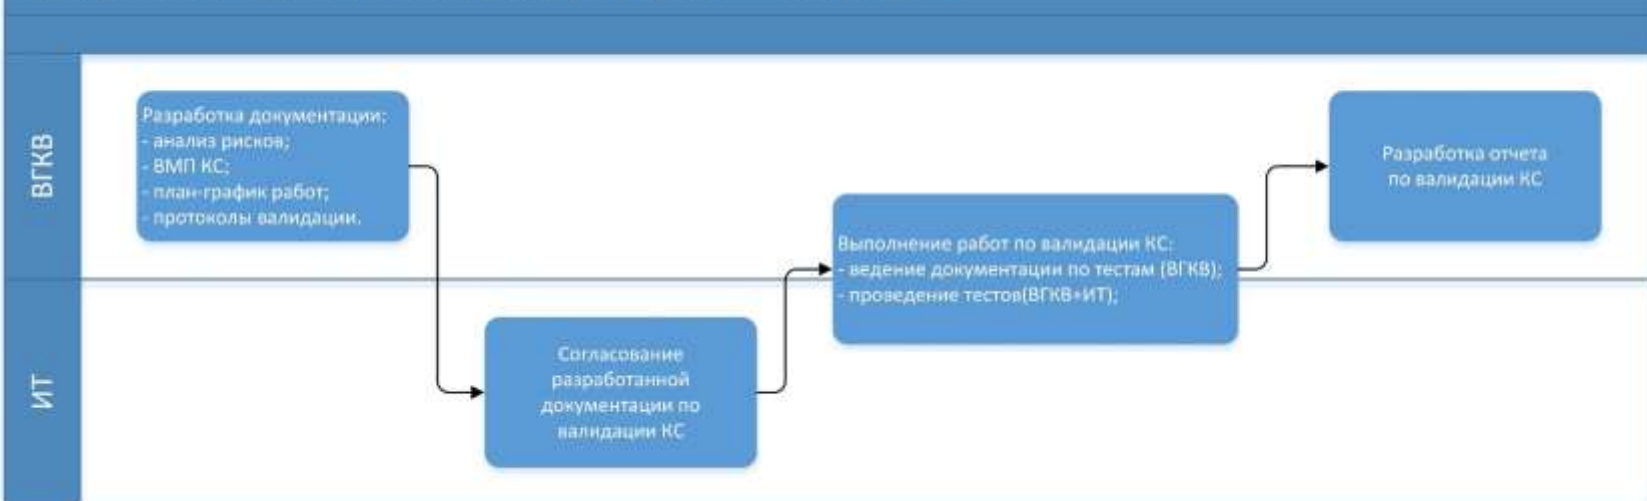 ВГКВ
Разработка документации:
- анализ рисков;
- ВМП КС;
- план-график работ;
- протоколы валидации.
Разработка отчета
по валидации КС
Выполнение работ по валидации КС:
- ведение документации по тестам (ВГКВ);
- проведение тестов(ВГКВ+ИТ);
ИТ
Согласование
разработанной
документации по
валидации КС